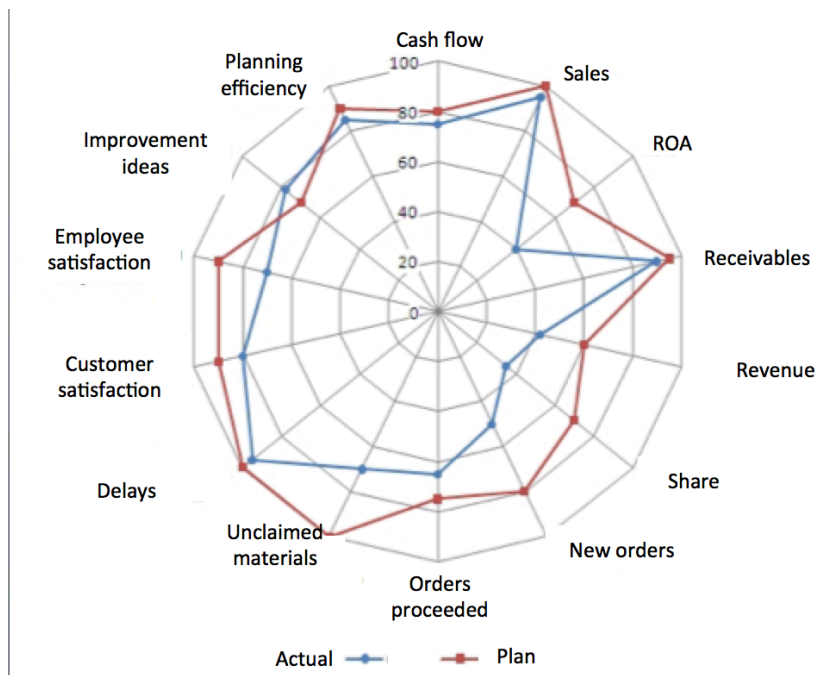 Cash flow
100
Planning
efficiency
Sales
80
Improvement
ideas
ROA
60
40
Employee
satisfaction
Receivables
20
0
Customer
satisfaction
Revenue
Delays
Share
Unclaimed
materials
New orders
Orders
proceeded
Actual
Plan